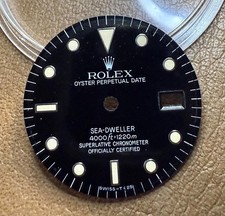 ROLEX
OYSTER PERPETUAL DATE
SEA-DWELLER
4000ft=1220m
SUPERLATIVE CHRONOMETER
OFFICIALLY CERTIFIED
SWISS-T<25